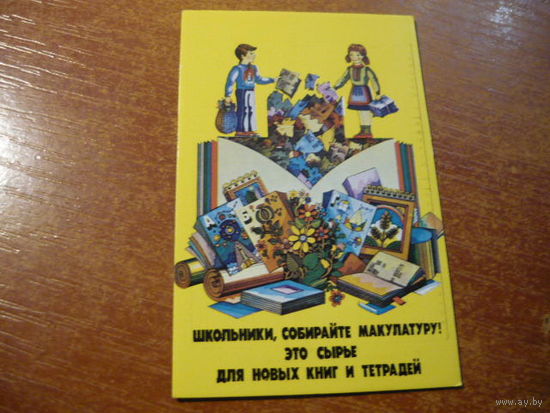 ШКОЛЬНИКИ, СОБИРАЙТЕ МАКУЛАТУРУ!
ЭТО СЫРЬЕ
ДЛЯ НОВЫХ КНИГ И ТЕТРАДЕЙ
www.ay.by